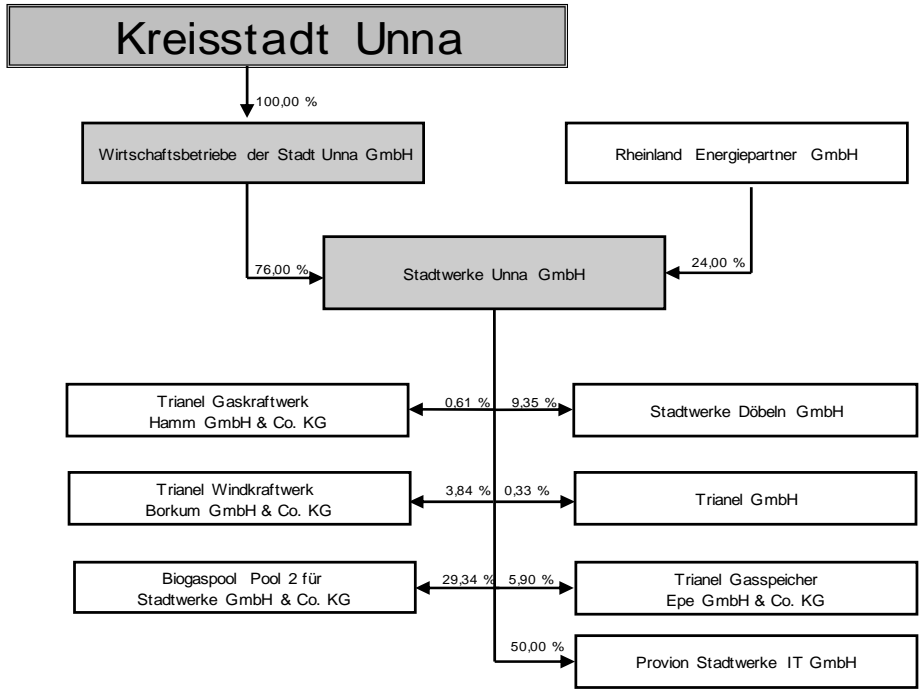 Kreisstadt Unna
100,00 %
Wirtschaftsbetriebe der Stadt Unna GmbH
Rheinland Energiepartner GmbH
76,00 %
Stadtwerke Unna GmbH
24,00 %
Trianel Gaskraftwerk
Hamm GmbH & Co. KG
0,61 %
9,35 %
Stadtwerke Döbeln GmbH
Trianel Windkraftwerk
Borkum GmbH & Co. KG
3,84 %
0,33 %
Trianel GmbH
Biogaspool Pool 2 für
Stadtwerke GmbH & Co. KG
29,34 %
5,90 %
Trianel Gasspeicher
Epe GmbH & Co. KG
50,00 %
Provion Stadtwerke IT GmbH